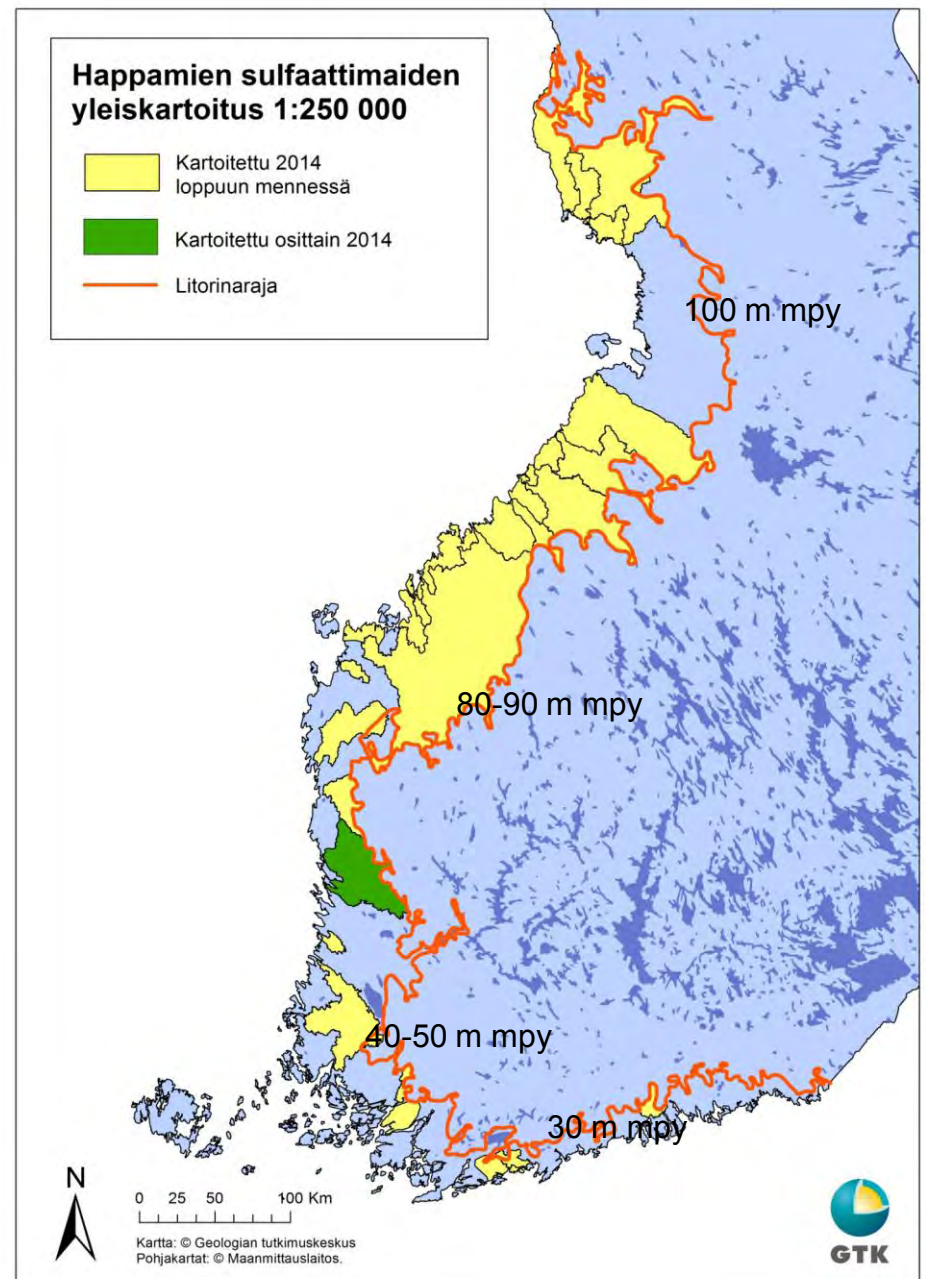 Happamien sulfaattimaiden
yleiskartoitus 1:250 000
Kartoitettu 2014
loppuun mennessä
Kartoitettu osittain 2014
Litorinaraja
100 m mpy
80-90 m mpy
40-50 m mpy
30 m mpy
N
0 25 50 100 Km
Kartta: © Geologian tutkimuskeskus
Pohjakartat: © Maanmittauslaitos.
GTK